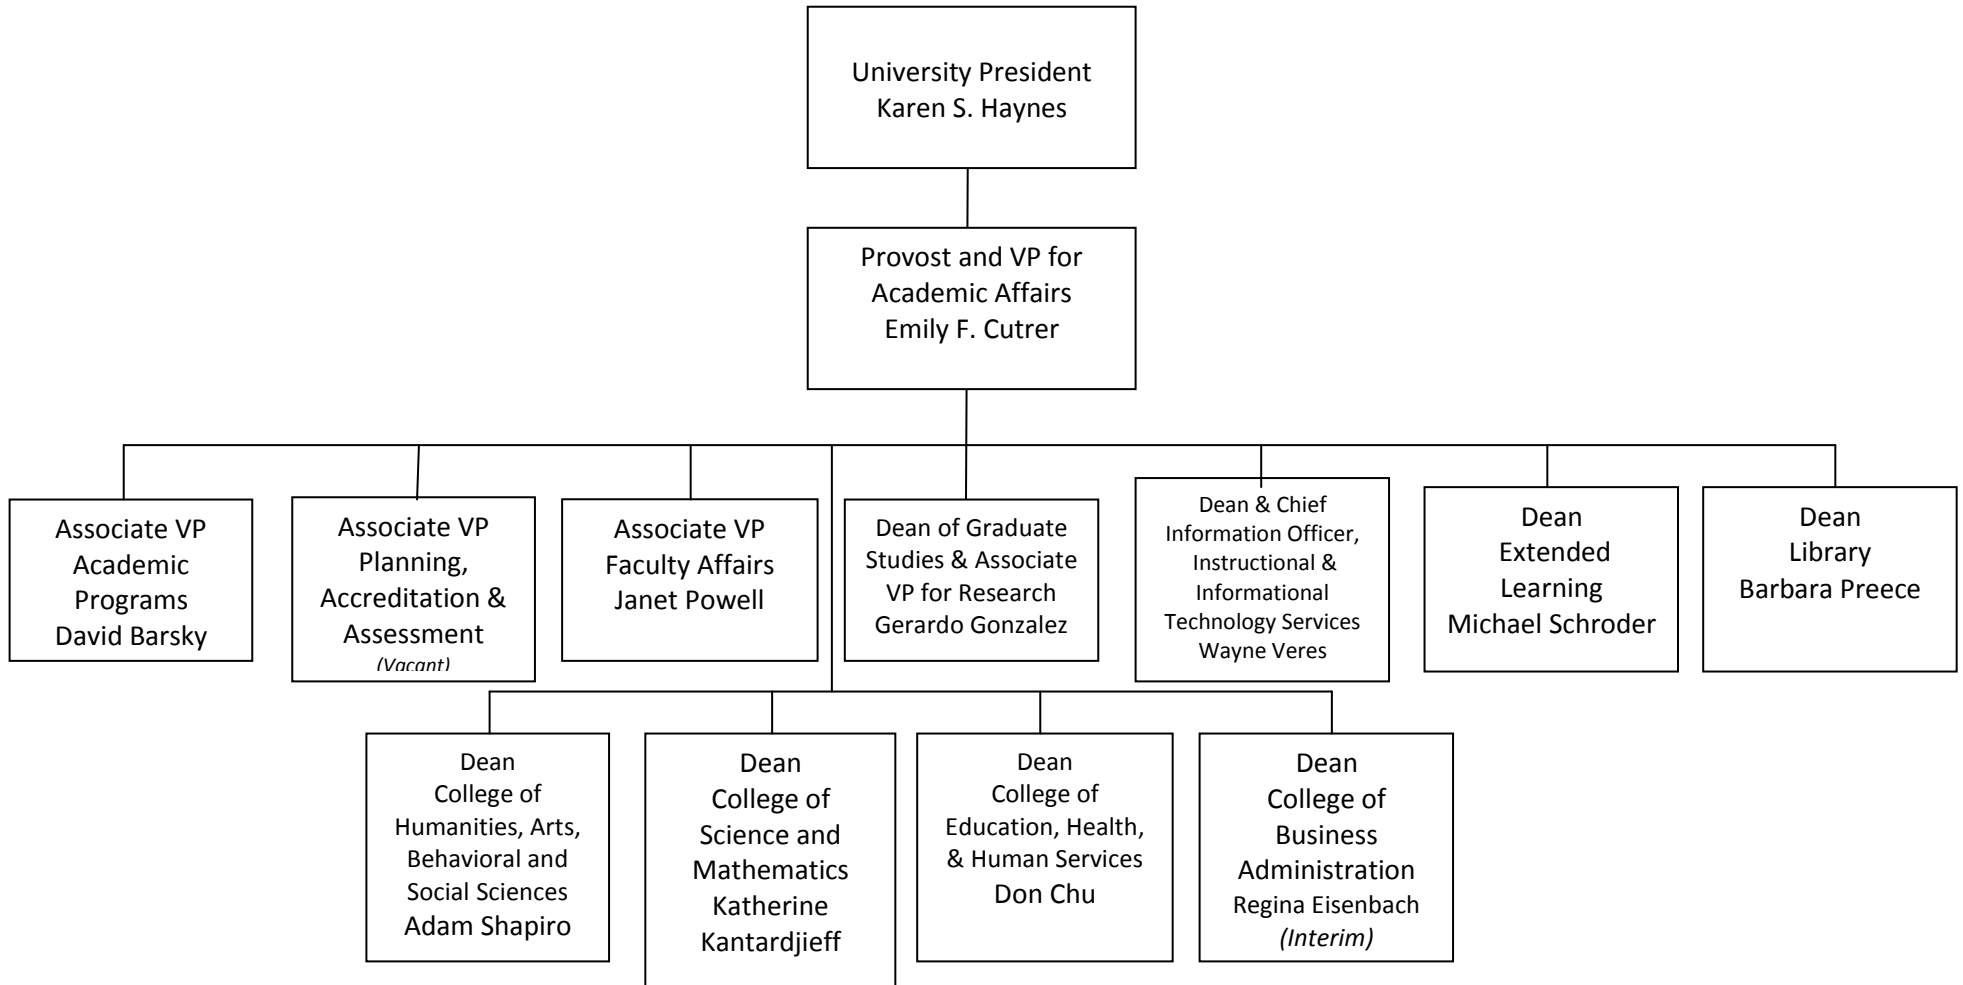 University President
Karen S. Haynes
Provost and VP for
Academic Affairs
Emily F. Cutrer
Associate VP
Academic
Programs
David Barsky
Associate VP
Planning,
Accreditation &
Assessment
(Vacant)
Associate VP
Faculty Affairs
Janet Powell
Dean of Graduate
Studies & Associate
VP for Research
Gerardo Gonzalez
Dean & Chief
Information Officer,
Instructional &
Informational
Technology Services
Wayne Veres
Dean
Extended
Learning
Michael Schroder
Dean
Library
Barbara Preece
Dean
College of
Humanities, Arts,
Behavioral and
Social Sciences
Adam Shapiro
Dean
College of
Science and
Mathematics
Katherine
Kantardjieff
Dean
College of
Education, Health,
& Human Services
Don Chu
Dean
College of
Business
Administration
Regina Eisenbach
(Interim)